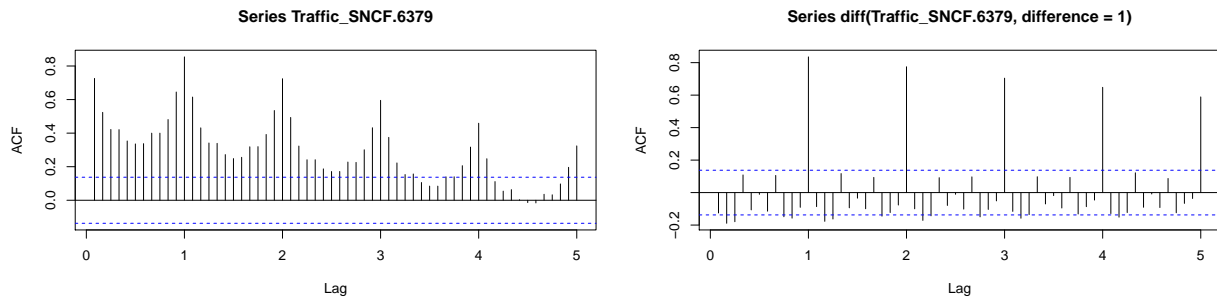 Series Traffic_SNCF.6379
ACF
0.8
0.6
0.4
0.2
0.0
0 1 2 3 4 5
Lag
Series diff(Traffic_SNCF.6379, difference = 1)
ACF
0.8
0.6
0.4
0.2
−0.2
0 1 2 3 4 5
Lag